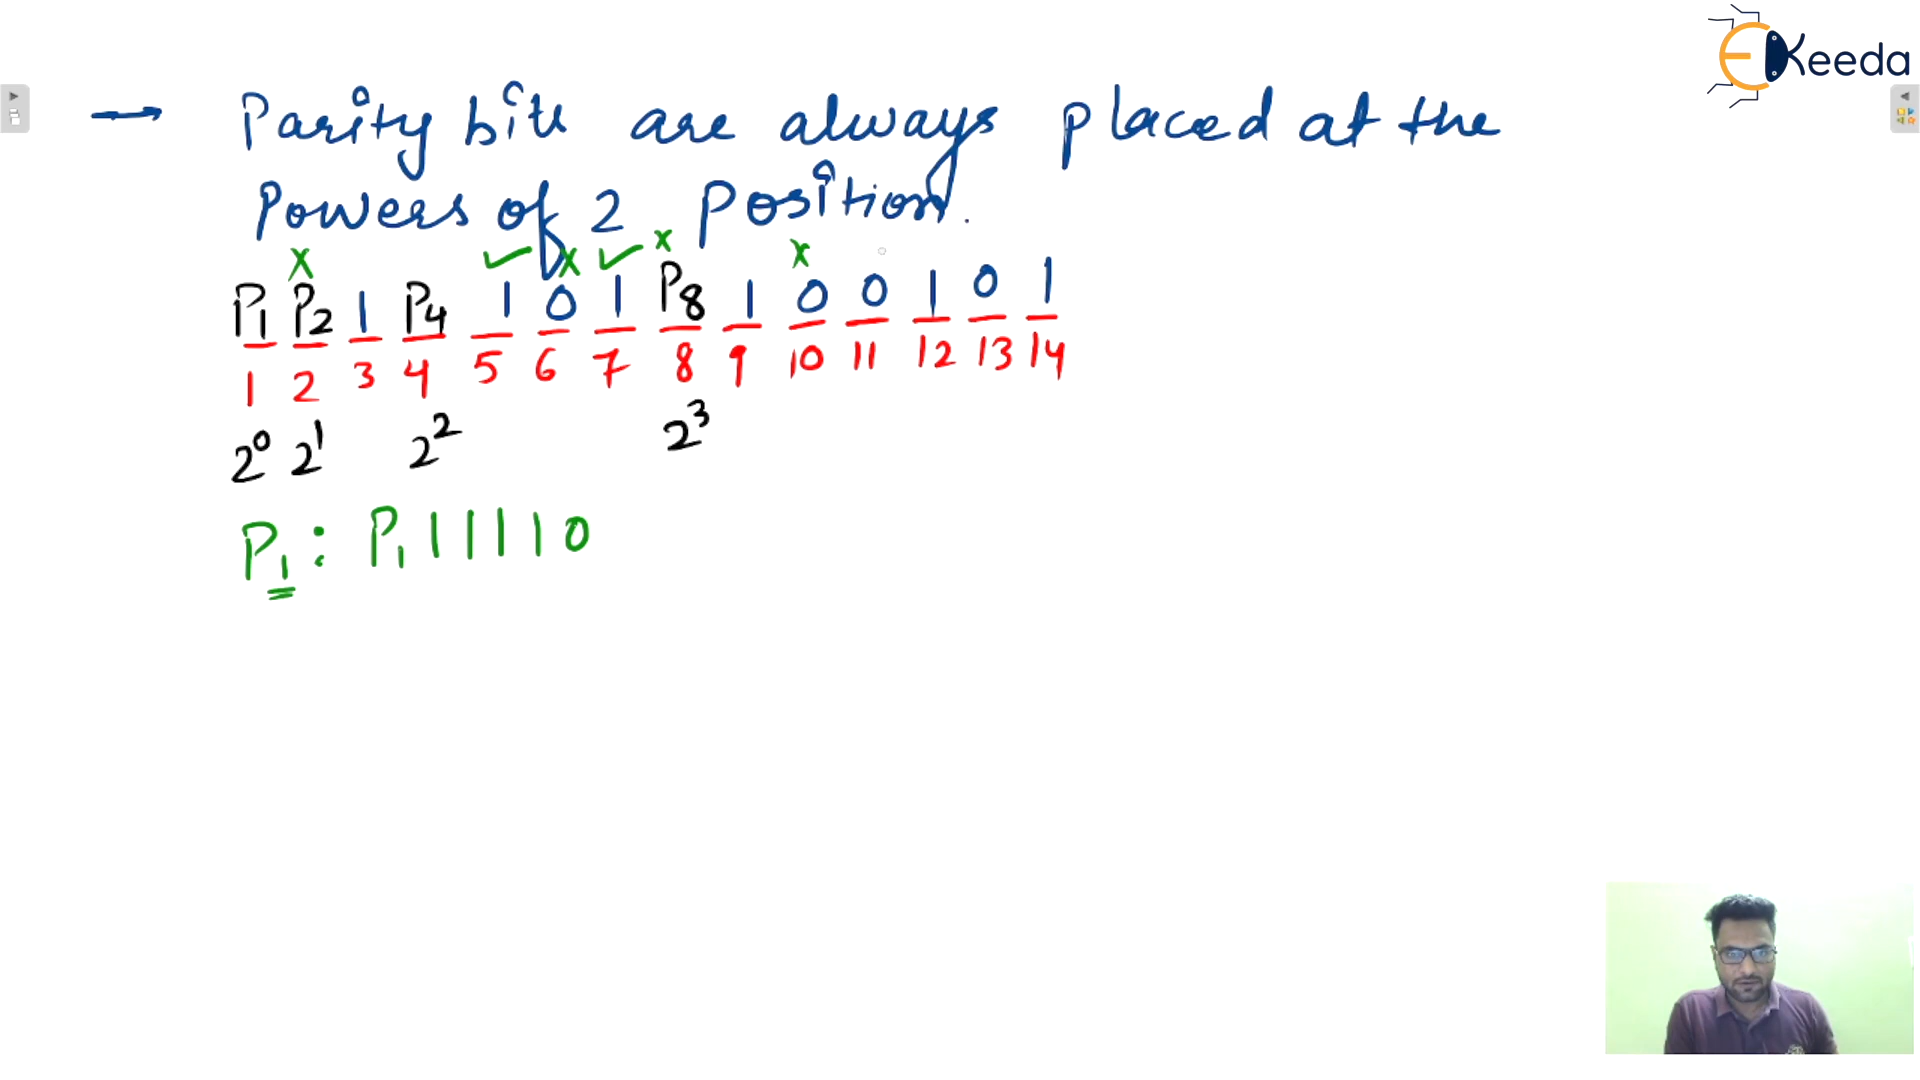 EKeeda
→ Parity bits are always placed at the
Powers of 2 Position.
x ✓ x ✓ x x
P1 P2 1 P4 1 0 1 P8 1 0 0 1 0 1
1 2 3 4 5 6 7 8 9 10 11 12 13 14
2⁰ 2¹ 2² 2³
P1 : P1 1 1 1 1 0